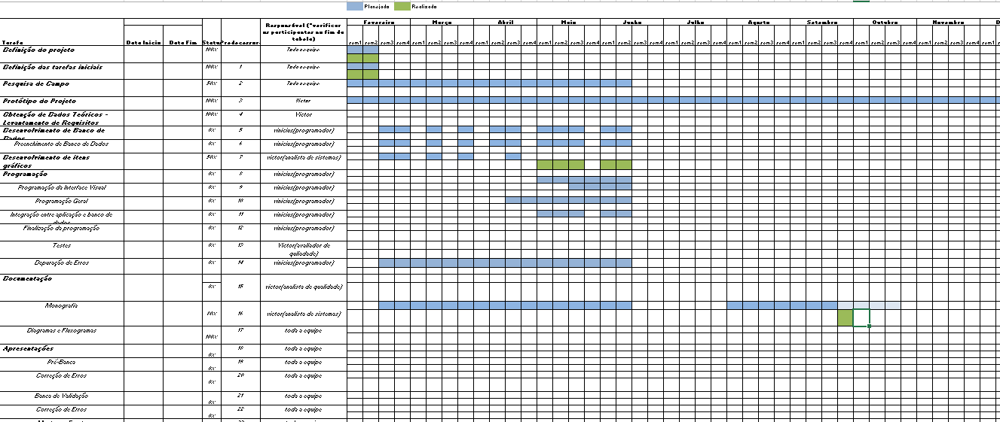 Planejado Realizado
Tarefa Data Início Data Fim Status Predecessor Responsável (*verificar os participantes no fim da tabela) Fevereiro Março Abril Maio Junho Julho Agosto Setembro Outubro Novembro D
sem1 sem2 sem3 sem4 sem1 sem2 sem3 sem4 sem1 sem2 sem3 sem4 sem1 sem2 sem3 sem4 sem1 sem2 sem3 sem4 sem1 sem2 sem3 sem4 sem1 sem2 sem3 sem4 sem1 sem2 sem3 sem4 sem1 sem2 sem3 sem4 sem1 sem2 sem3 sem4 sem1
Definição do projeto 100% Toda equipe
Definição das tarefas iniciais 100% 1 Toda equipe
Pesquisa de Campo 50% 2 Toda equipe
Protótipo do Projeto 100% 3 Victor
Obtenção de Dados Teóricos - 100% 4 Victor
Levantamento de Requisitos
Desenvolvimento de Banco de 0% 5 vinicius(programador)
Dados
Preenchimento de Banco de Dados 0% 6 vinicius(programador)
Desenvolvimento de itens 50% 7 victor(analista de sistemas)
gráficos
Programação 0% 8 vinicius(programador)
Programação da Interface Visual 0% 9 vinicius(programador)
Programação Geral 0% 10 vinicius(programador)
Integração entre aplicação e banco de 0% 11 vinicius(programador)
dados
Finalização da programação 0% 12 vinicius(programador)
Testes 0% 13 Victor(avaliador de
quliadade)
Depuração de Erros 0% 14 vinicius(programador)
Documentação
0% 15 victor(analista de qualidade)
Monografia
80% 16 victor(analista de sistemas)
Diagramas e Fluxogramas 17 toda a equipe
100%
Apresentações 18 toda a equipe
0%
Pré-Banca 19 toda a equipe
0%
Correção de Erros 20 toda a equipe
0%
Banca de Validação 21 toda a equipe
0%
Correção de Erros 22 toda a equipe
0%